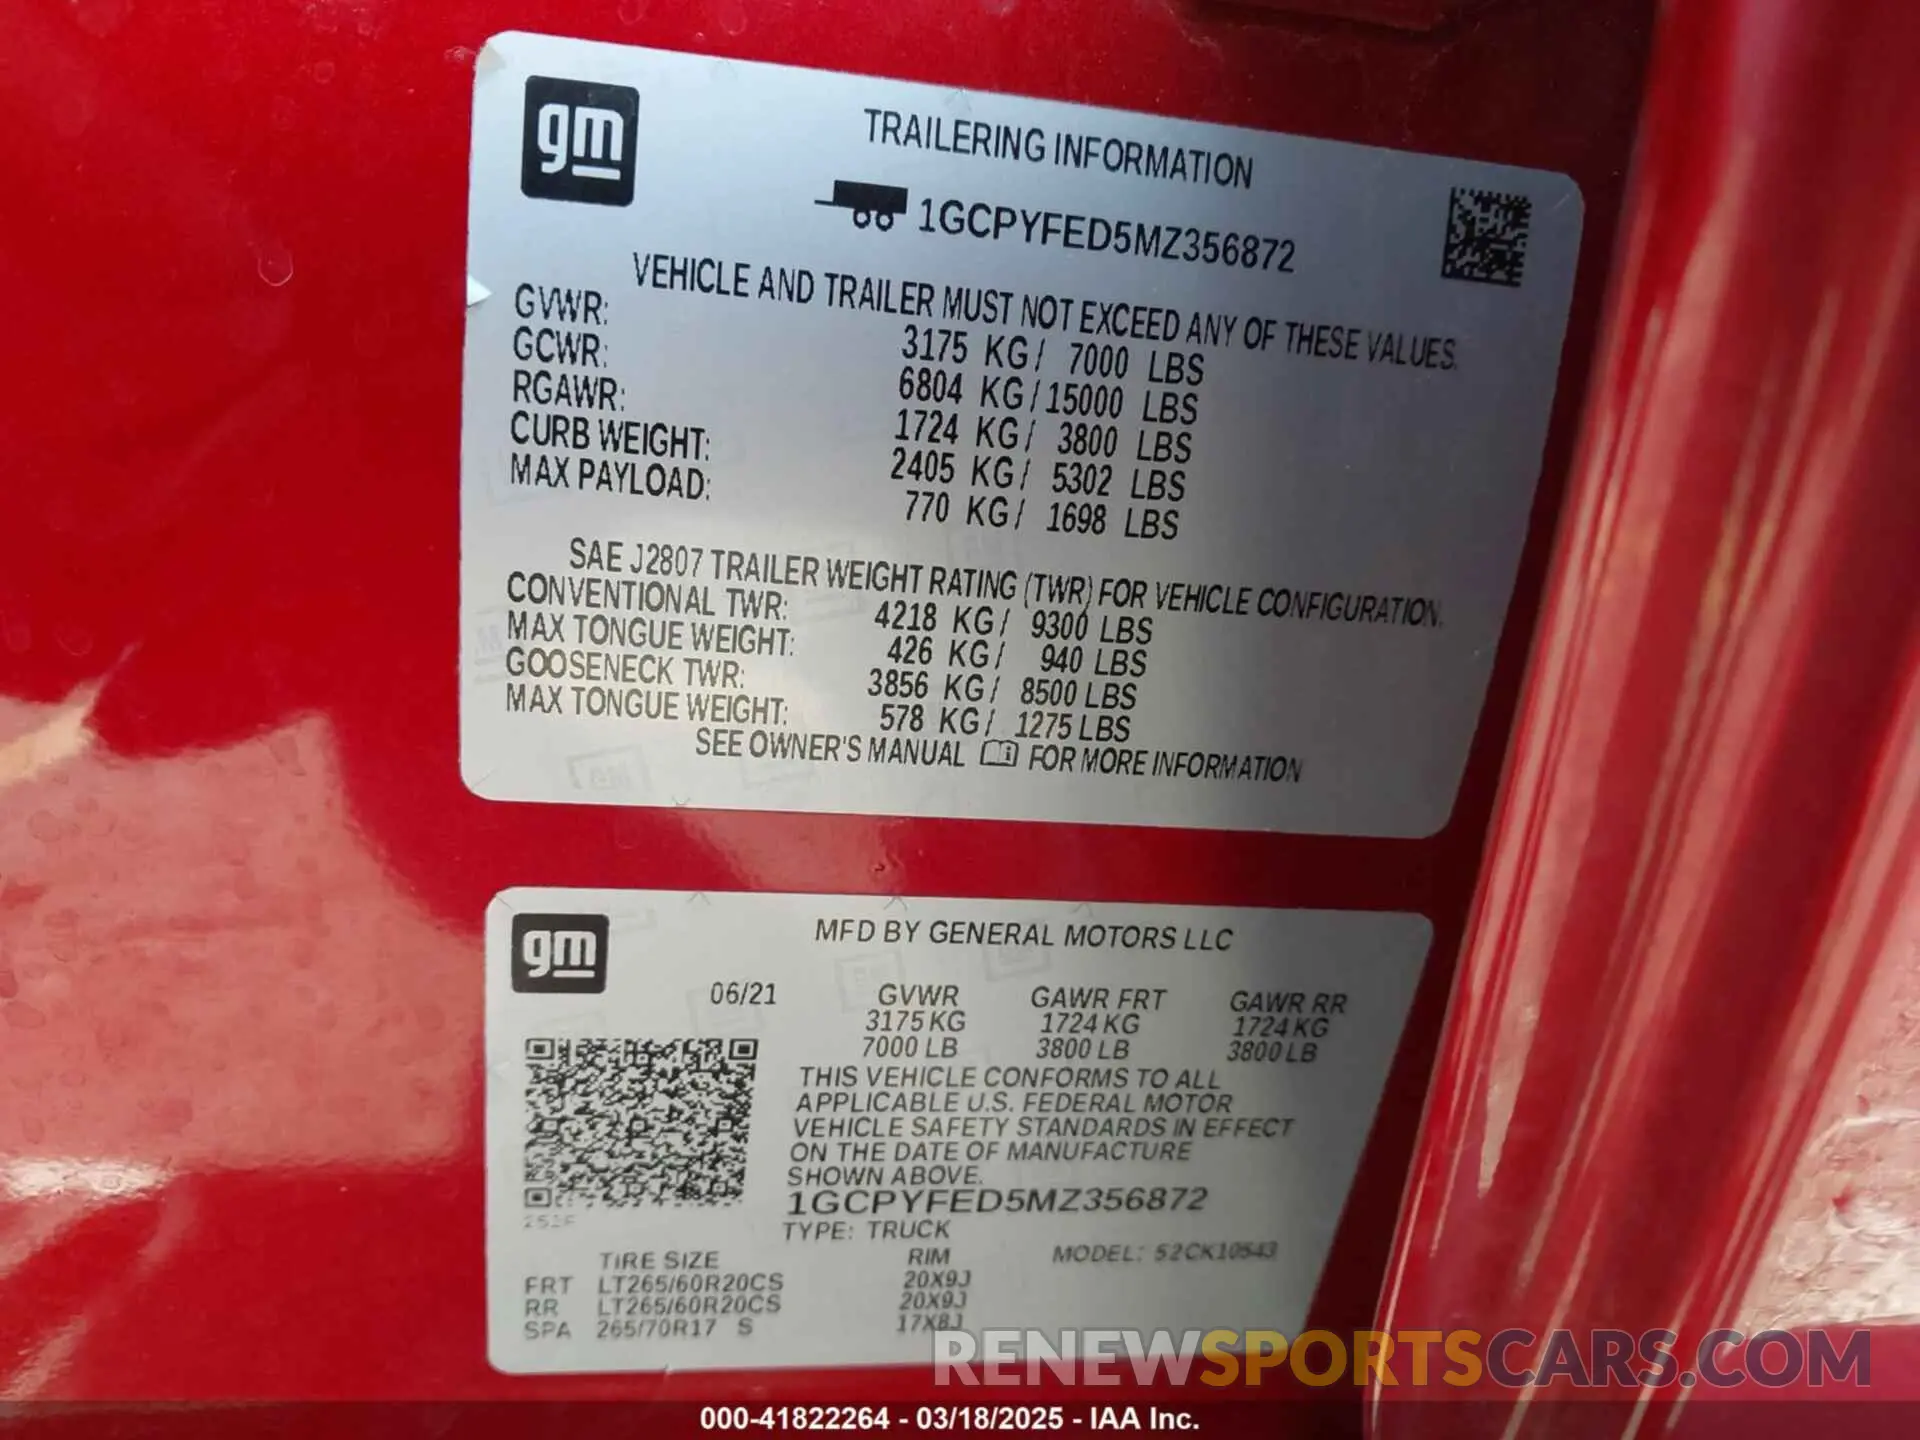 gm
TRAILERING INFORMATION
1GCPYFED5MZ356872
VEHICLE AND TRAILER MUST NOT EXCEED ANY OF THESE VALUES.
GVWR: 3175 KG/ 7000 LBS
GCWR: 6804 KG/15000 LBS
RGAWR: 1724 KG/ 3800 LBS
CURB WEIGHT: 2405 KG/ 5302 LBS
MAX PAYLOAD: 770 KG/ 1698 LBS
SAE J2807 TRAILER WEIGHT RATING (TWR) FOR VEHICLE CONFIGURATION.
CONVENTIONAL TWR: 4218 KG/ 9300 LBS
MAX TONGUE WEIGHT: 426 KG/ 940 LBS
GOOSENECK TWR: 3856 KG/ 8500 LBS
MAX TONGUE WEIGHT: 578 KG/ 1275 LBS
SEE OWNER'S MANUAL FOR MORE INFORMATION
gm
MFD BY GENERAL MOTORS LLC
06/21 GVWR GAWR FRT GAWR RR
3175KG 1724KG 1724KG
7000 LB 3800 LB 3800 LB
THIS VEHICLE CONFORMS TO ALL
APPLICABLE U.S. FEDERAL MOTOR
VEHICLE SAFETY STANDARDS IN EFFECT
ON THE DATE OF MANUFACTURE
SHOWN ABOVE.
1GCPYFED5MZ356872
TYPE: TRUCK
TIRE SIZE RIM MODEL: 52CK10543
FRT LT265/60R20CS 20X9J
RR LT265/60R20CS 20X9J
SPA 265/70R17 S 17X8J
RENEWSPORTSCARS.COM
000-41822264 - 03/18/2025 - IAA Inc.